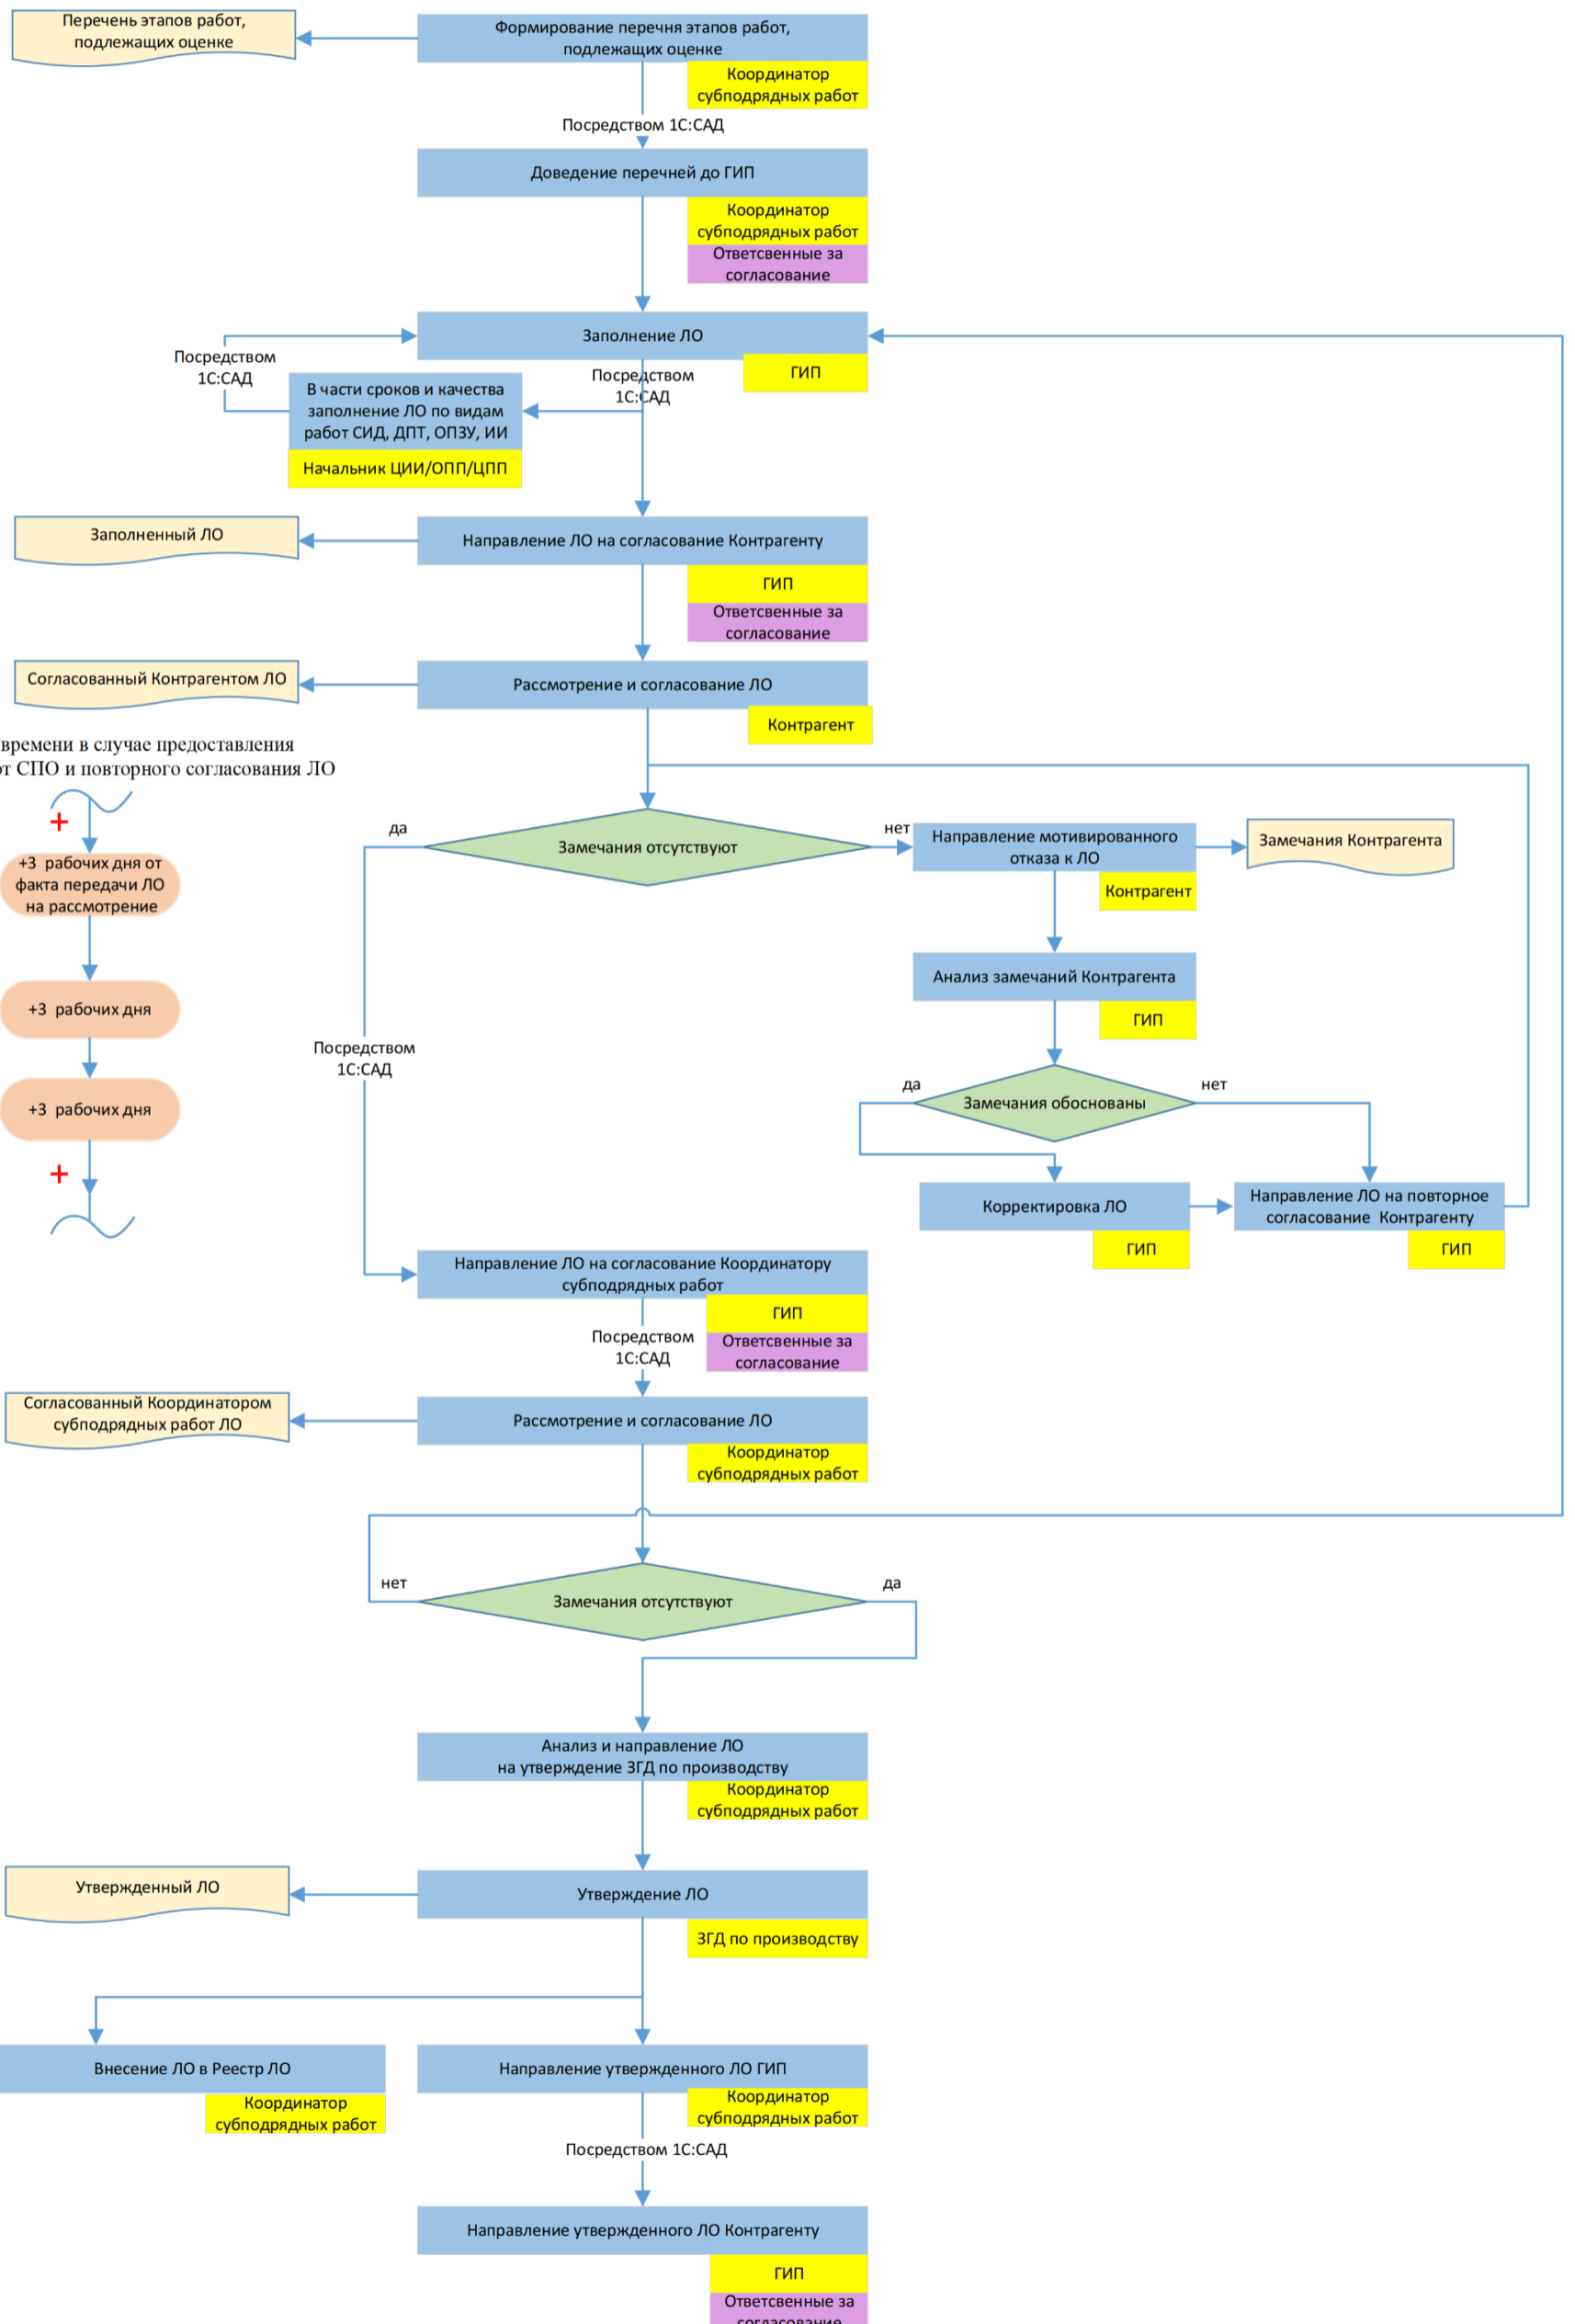 Перечень этапов работ,
подлежащих оценке
Формирование перечня этапов работ,
подлежащих оценке
Координатор
субподрядных работ
Посредством 1С:САД
Доведение перечней до ГИП
Координатор
субподрядных работ
Ответсвенные за
согласование
Заполнение ЛО
ГИП
Посредством
1С:САД
Посредством
1С:САД
В части сроков и качества
заполнение ЛО по видам
работ СИД, ДПТ, ОПЗУ, ИИ
Начальник ЦИИ/ОПП/ЦПП
Заполненный ЛО
Направление ЛО на согласование Контрагенту
ГИП
Ответсвенные за
согласование
Согласованный Контрагентом ЛО
Рассмотрение и согласование ЛО
Контрагент
времени в случае предоставления
от СПО и повторного согласования ЛО
+
+3 рабочих дня от
факта передачи ЛО
на рассмотрение
+3 рабочих дня
+3 рабочих дня
+
да
Замечания отсутствуют
нет
Направление мотивированного
отказа к ЛО
Контрагент
Замечания Контрагента
Анализ замечаний Контрагента
ГИП
Посредством
1С:САД
да
Замечания обоснованы
нет
Корректировка ЛО
ГИП
Направление ЛО на повторное
согласование Контрагенту
ГИП
Направление ЛО на согласование Координатору
субподрядных работ
ГИП
Ответсвенные за
согласование
Посредством
1С:САД
Согласованный Координатором
субподрядных работ ЛО
Рассмотрение и согласование ЛО
Координатор
субподрядных работ
нет
Замечания отсутствуют
да
Анализ и направление ЛО
на утверждение ЗГД по производству
Координатор
субподрядных работ
Утвержденный ЛО
Утверждение ЛО
ЗГД по производству
Внесение ЛО в Реестр ЛО
Координатор
субподрядных работ
Направление утвержденного ЛО ГИП
Координатор
субподрядных работ
Посредством 1С:САД
Направление утвержденного ЛО Контрагенту
ГИП
Ответсвенные за
согласование